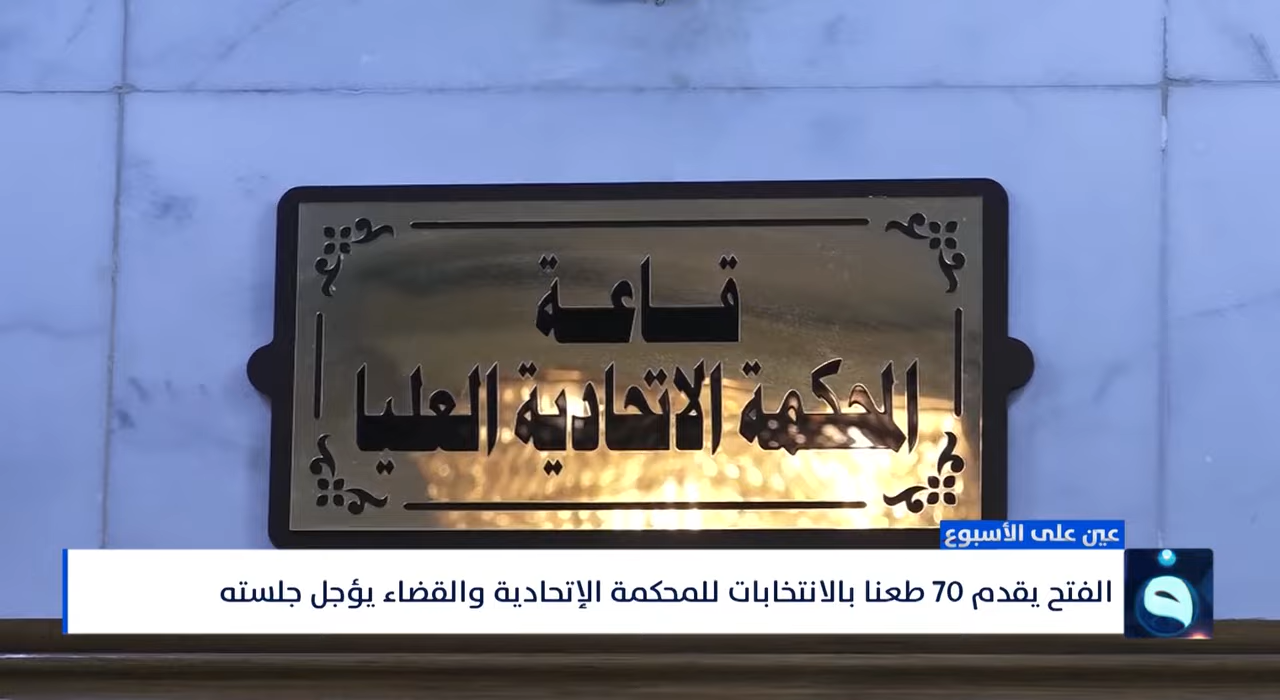 قاعة
المحكمة الاتحادية العليا
عين على الأسبوع
الفتح يقدم 70 طعنا بالانتخابات للمحكمة الإتحادية والقضاء يؤجل جلسته